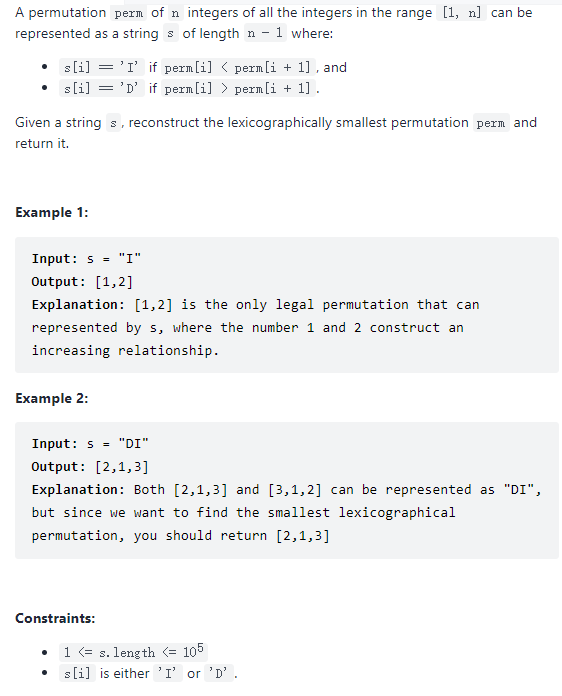 A permutation perm of n integers of all the integers in the range [1, n] can be
represented as a string s of length n - 1 where:
• s[i] == 'I' if perm[i] < perm[i + 1] , and
• s[i] == 'D' if perm[i] > perm[i + 1] .
Given a string s , reconstruct the lexicographically smallest permutation perm and
return it.
Example 1:
Input: s = "I"
Output: [1,2]
Explanation: [1,2] is the only legal permutation that can
represented by s, where the number 1 and 2 construct an
increasing relationship.
Example 2:
Input: s = "DI"
Output: [2,1,3]
Explanation: Both [2,1,3] and [3,1,2] can be represented as "DI",
but since we want to find the smallest lexicographical
permutation, you should return [2,1,3]
Constraints:
• 1 <= s.length <= 10⁵
• s[i] is either 'I' or 'D' .